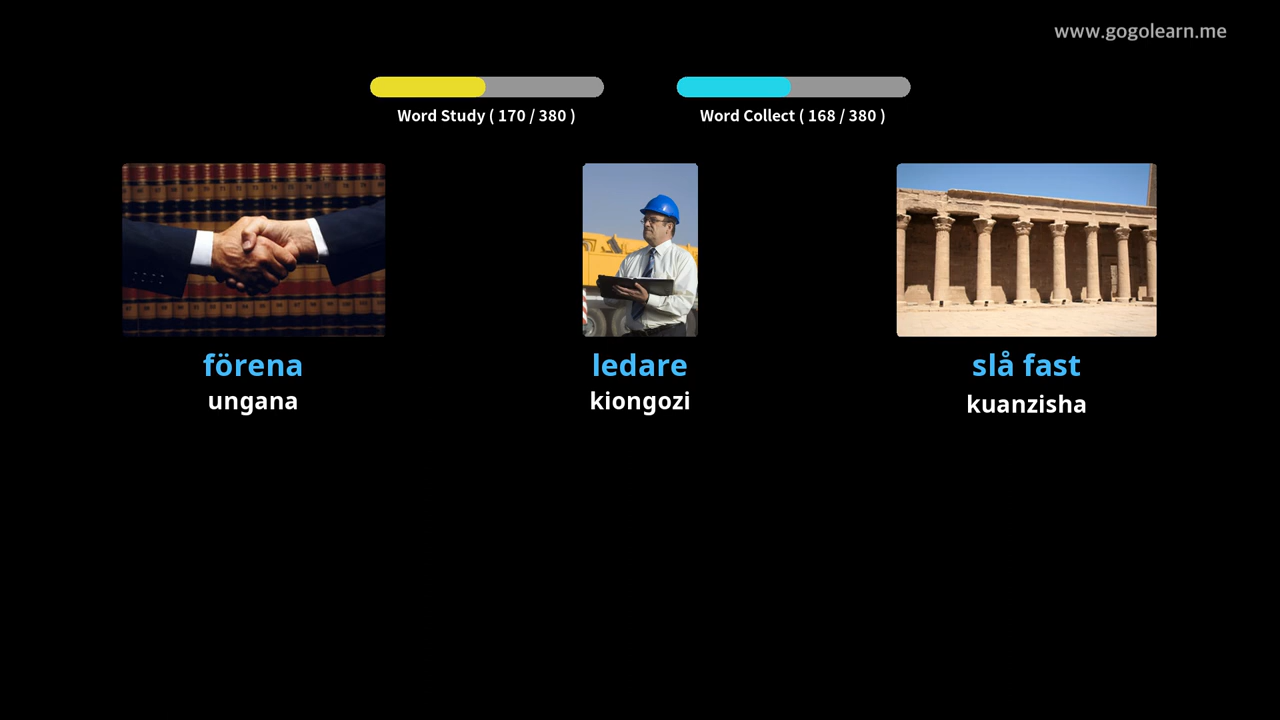 www.gogolearn.me
Word Study ( 170 / 380 )
Word Collect ( 168 / 380 )
förena
ungana
ledare
kiongozi
slå fast
kuanzisha